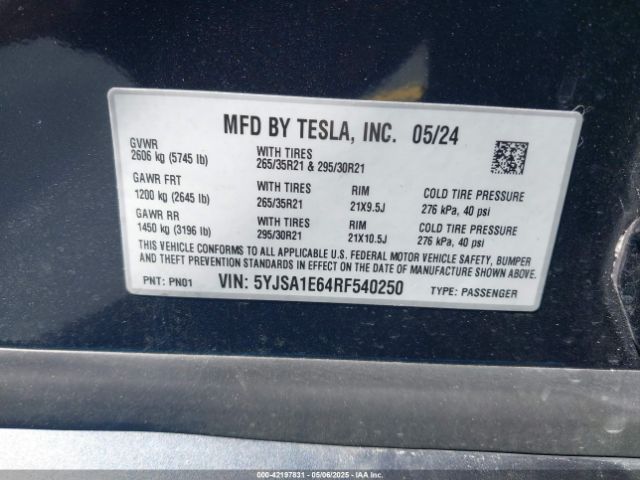 MFD BY TESLA, INC. 05/24
GVWR
2606 kg (5745 lb)
WITH TIRES
265/35R21 & 295/30R21
GAWR FRT
1200 kg (2645 lb)
WITH TIRES
265/35R21
RIM
21X9.5J
COLD TIRE PRESSURE
276 kPa, 40 psi
GAWR RR
1450 kg (3196 lb)
WITH TIRES
295/30R21
RIM
21X10.5J
COLD TIRE PRESSURE
276 kPa, 40 psi
THIS VEHICLE CONFORMS TO ALL APPLICABLE U.S. FEDERAL MOTOR VEHICLE SAFETY, BUMPER
AND THEFT PREVENTION STANDARDS IN EFFECT ON THE DATE OF MANUFACTURE SHOWN ABOVE.
PNT: PN01 VIN: 5YJSA1E64RF540250 TYPE: PASSENGER
000-42197831 - 05/06/2025 - IAAI.COM